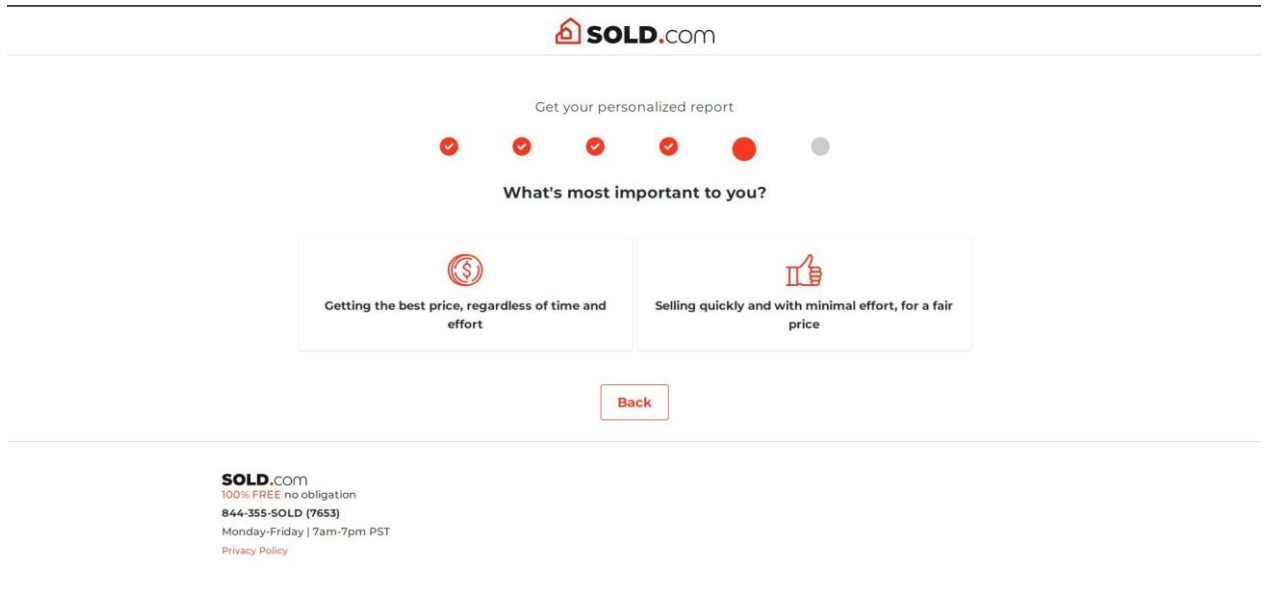 SOLD.com
Get your personalized report
What's most important to you?
Getting the best price, regardless of time and
effort
Selling quickly and with minimal effort, for a fair
price
Back
SOLD.com
100% FREE no obligation
844-355-SOLD (7653)
Monday-Friday | 7am-7pm PST
Privacy Policy